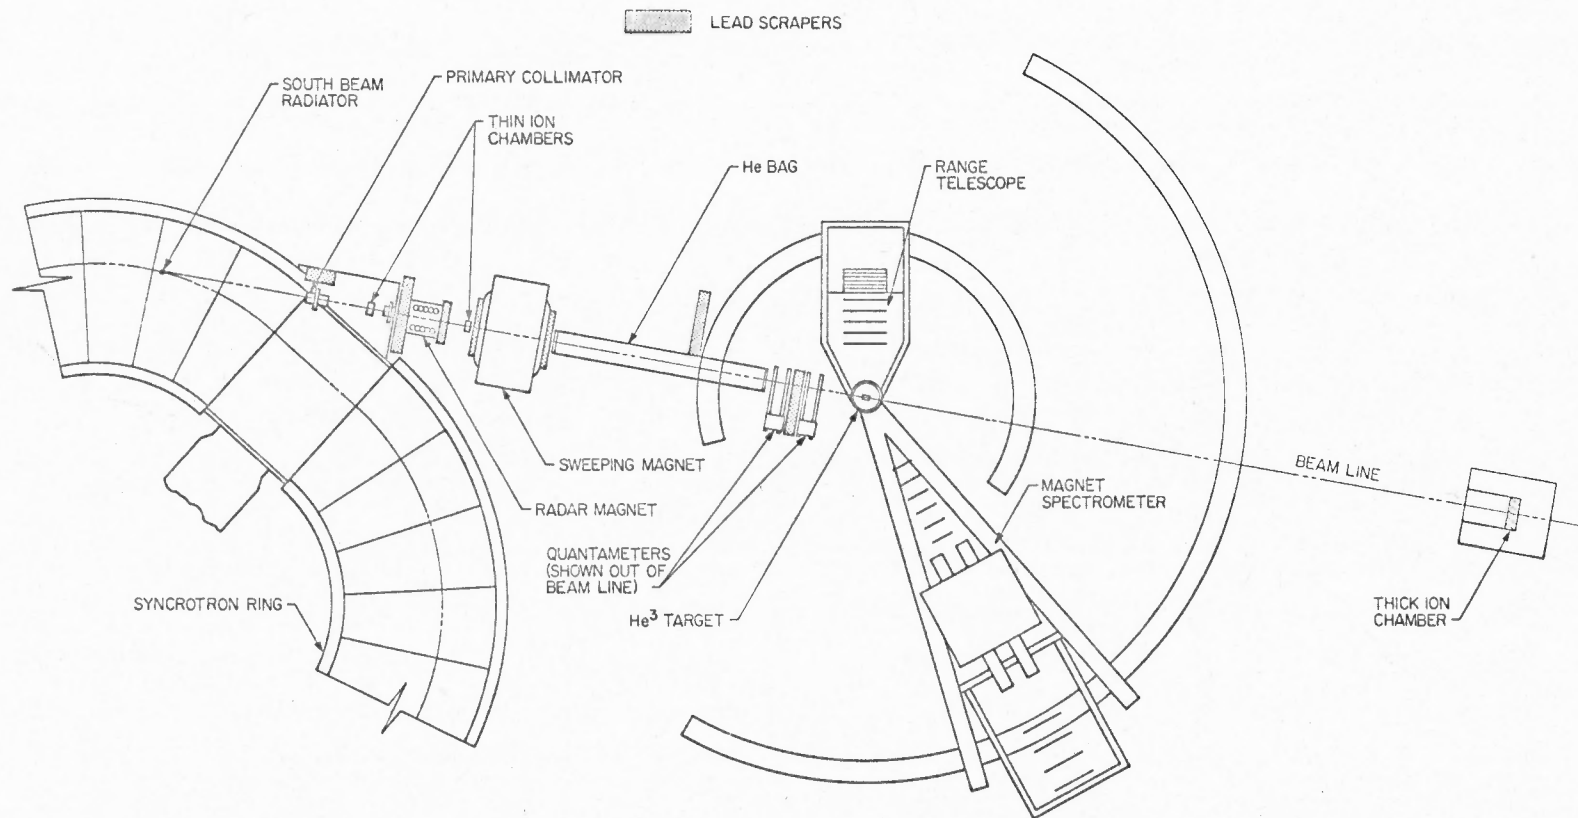 LEAD SCRAPERS
SOUTH BEAM
RADIATOR
PRIMARY COLLIMATOR
THIN ION
CHAMBERS
He BAG
RANGE
TELESCOPE
SWEEPING MAGNET
RADAR MAGNET
QUANTAMETERS
(SHOWN OUT OF
BEAM LINE)
He³ TARGET
MAGNET
SPECTROMETER
BEAM LINE
THICK ION
CHAMBER
SYNCROTRON RING